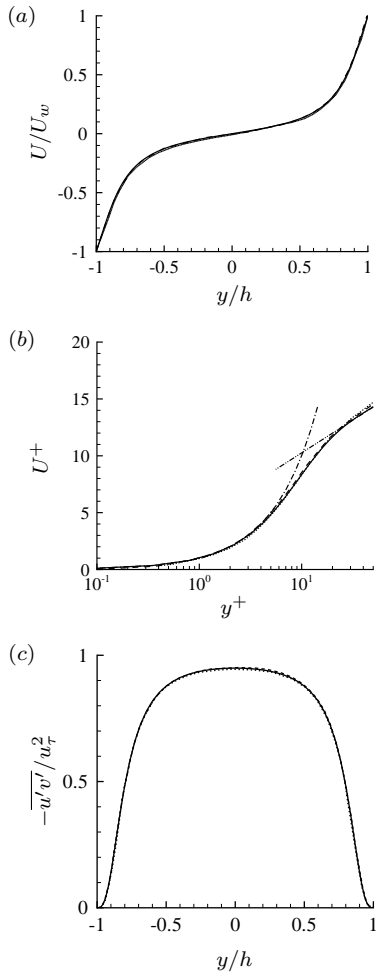 (a)
1
0.5
0
-0.5
-1
U/U_w
-1 -0.5 0 0.5 1
y/h
(b)
20
15
10
5
0
U^+
10^-1 10^0 10^1
y^+
(c)
1
0.5
0
-\overline{u'v'}/u_τ^2
-1 -0.5 0 0.5 1
y/h